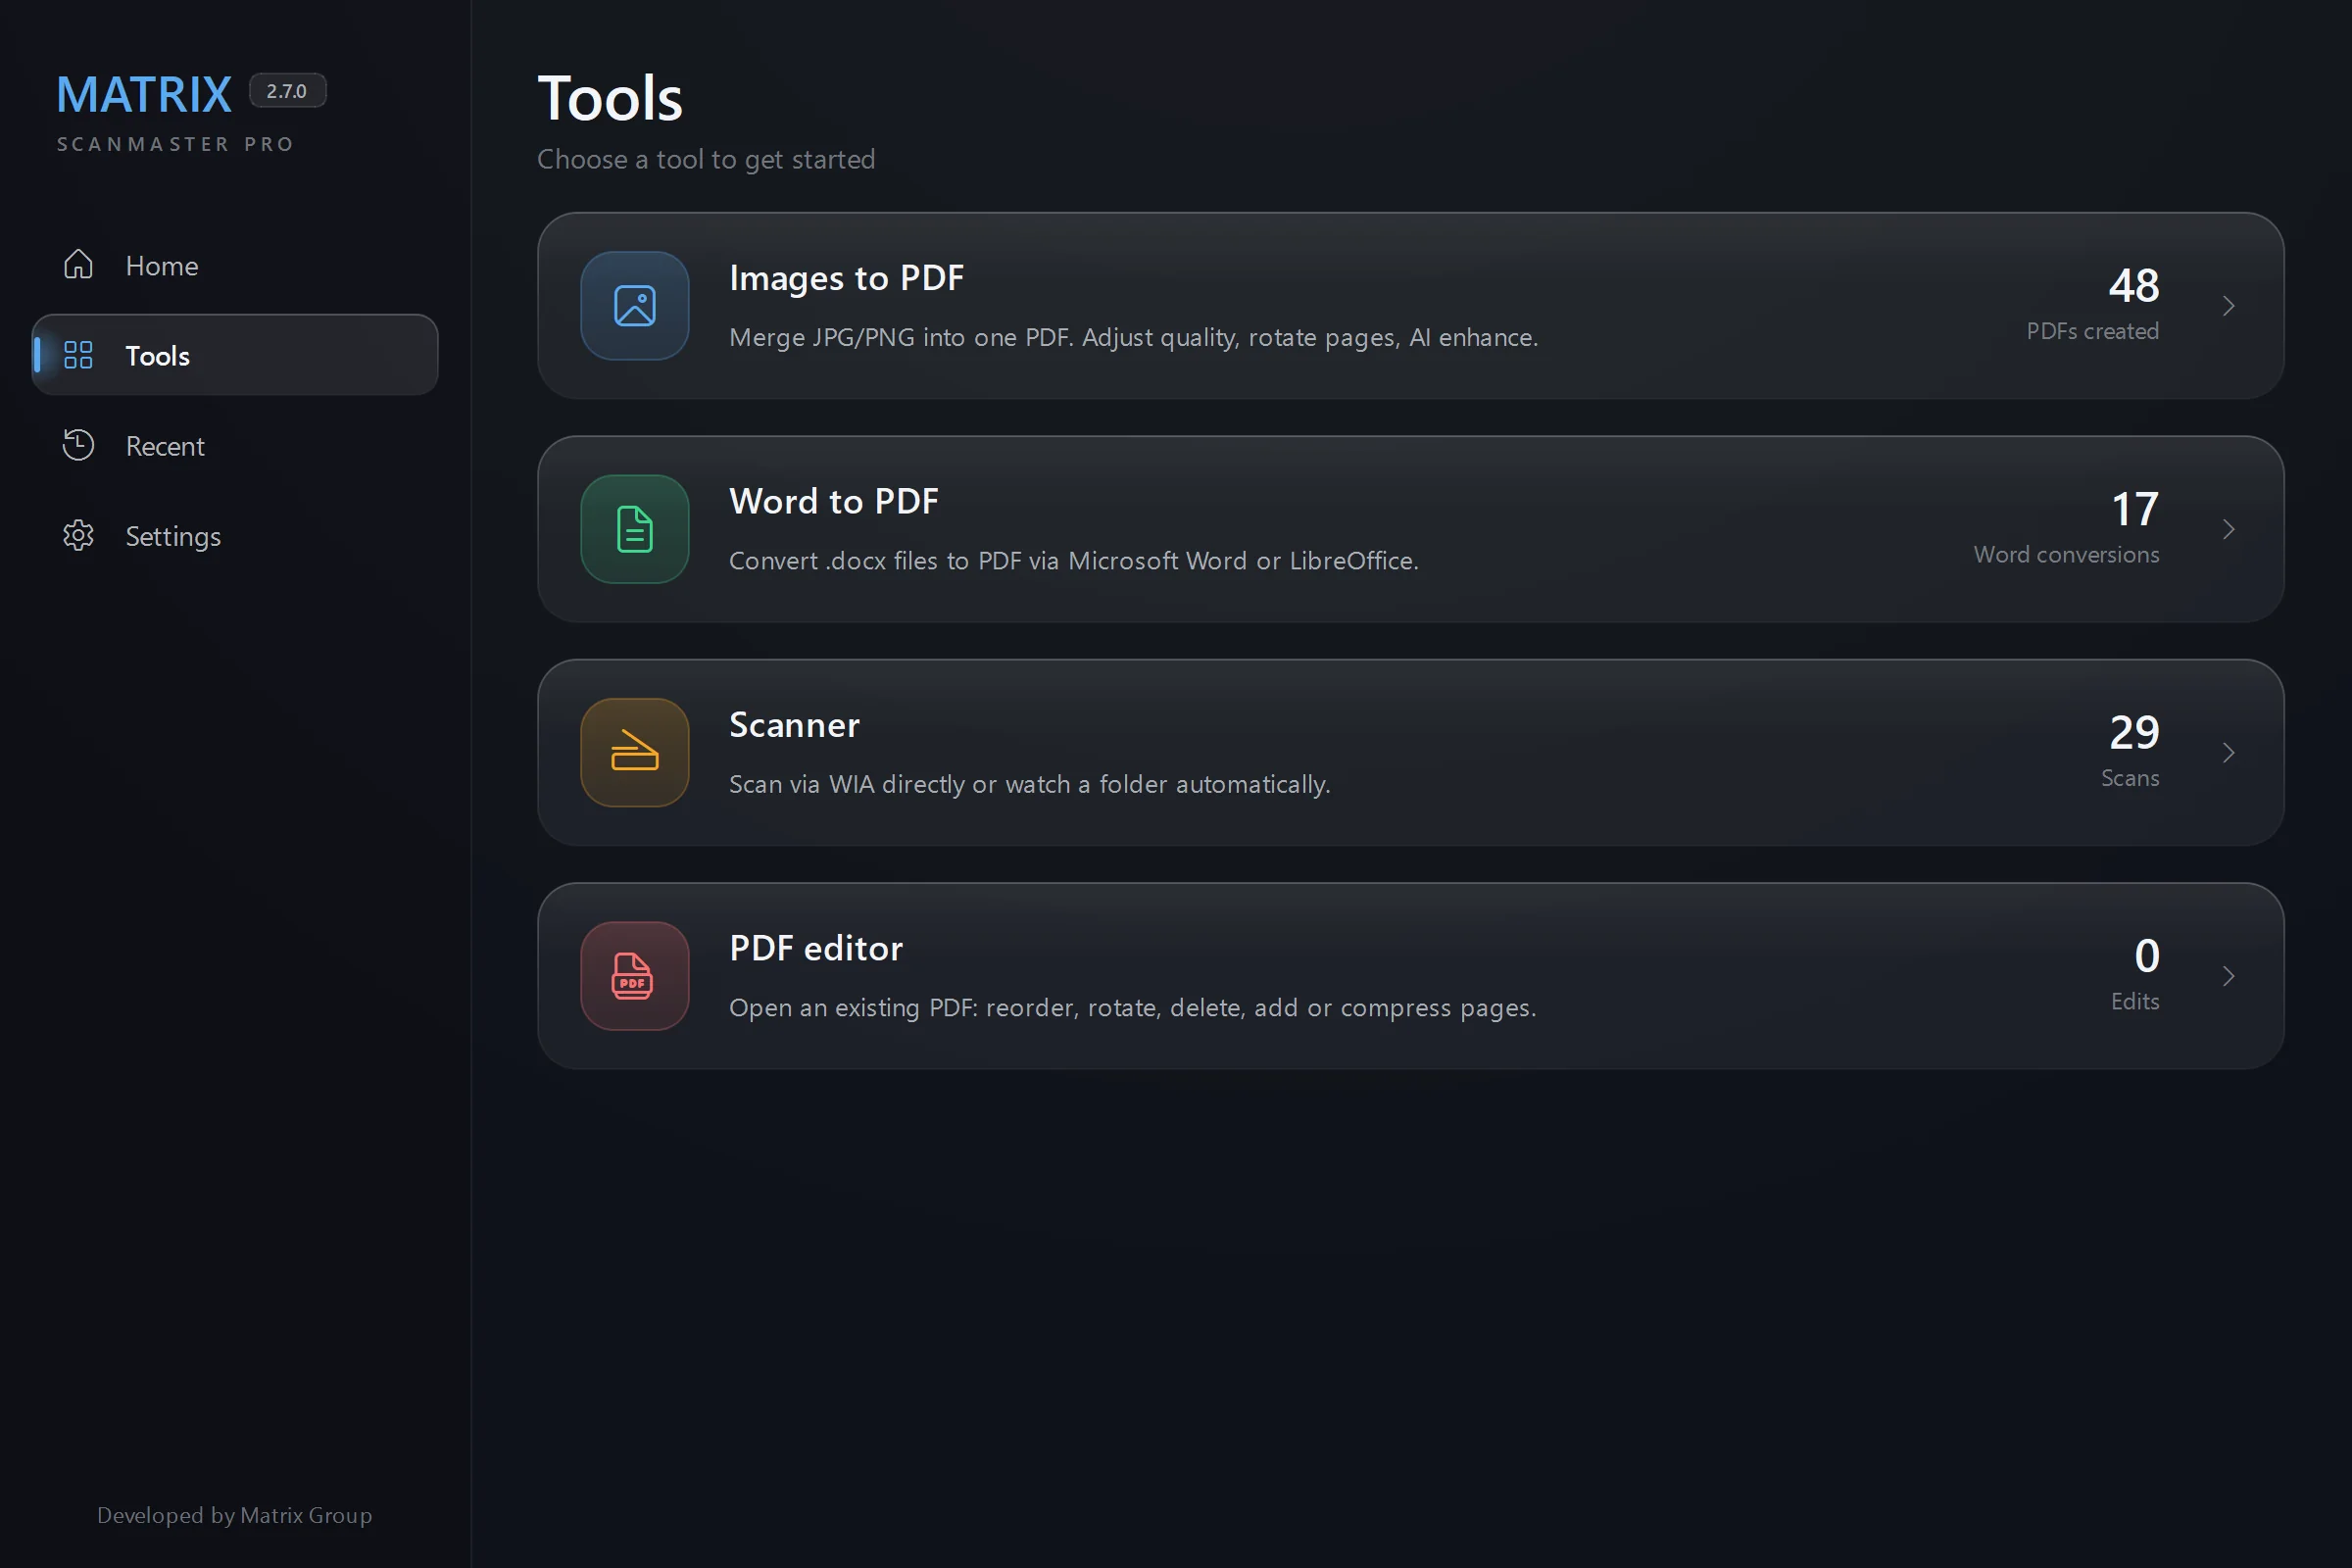 MATRIX 2.7.0
SCANMASTER PRO
Home
Tools
Recent
Settings
Developed by Matrix Group
Tools
Choose a tool to get started
Images to PDF
Merge JPG/PNG into one PDF. Adjust quality, rotate pages, AI enhance.
48
PDFs created
Word to PDF
Convert .docx files to PDF via Microsoft Word or LibreOffice.
17
Word conversions
Scanner
Scan via WIA directly or watch a folder automatically.
29
Scans
PDF
PDF editor
Open an existing PDF: reorder, rotate, delete, add or compress pages.
0
Edits